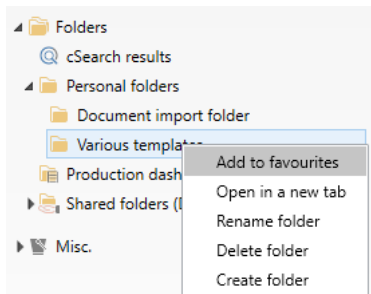 Folders
cSearch results
Personal folders
Document import folder
Various templates
Production dash
Shared folders (
Misc.
Add to favourites
Open in a new tab
Rename folder
Delete folder
Create folder